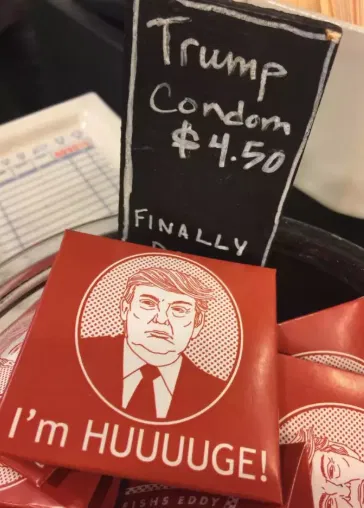 Trump
Condom
$4.50
FINALLY
I'm HUUUUGE!
FISHS EDDY